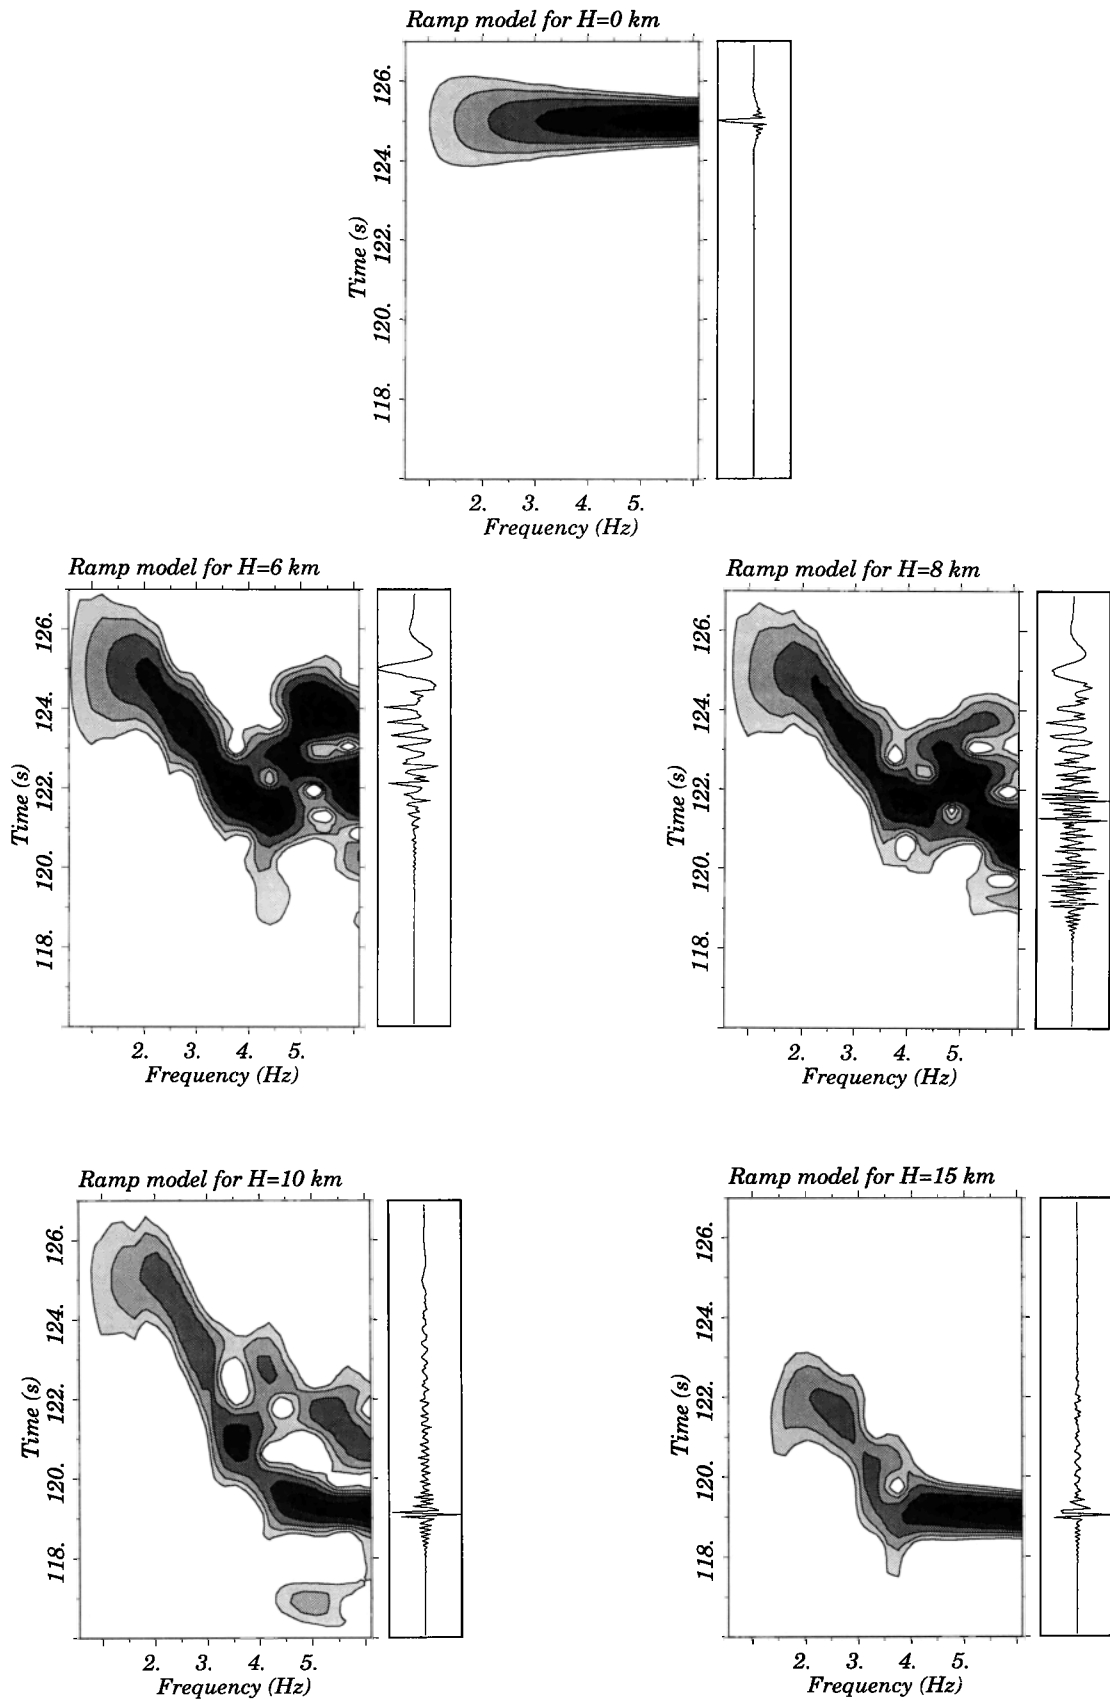 Ramp model for H=0 km
126.
124.
122.
120.
118.
Time (s)
2. 3. 4. 5.
Frequency (Hz)
Ramp model for H=6 km
126.
124.
122.
120.
118.
Time (s)
2. 3. 4. 5.
Frequency (Hz)
Ramp model for H=8 km
126.
124.
122.
120.
118.
Time (s)
2. 3. 4. 5.
Frequency (Hz)
Ramp model for H=10 km
126.
124.
122.
120.
118.
Time (s)
2. 3. 4. 5.
Frequency (Hz)
Ramp model for H=15 km
126.
124.
122.
120.
118.
Time (s)
2. 3. 4. 5.
Frequency (Hz)